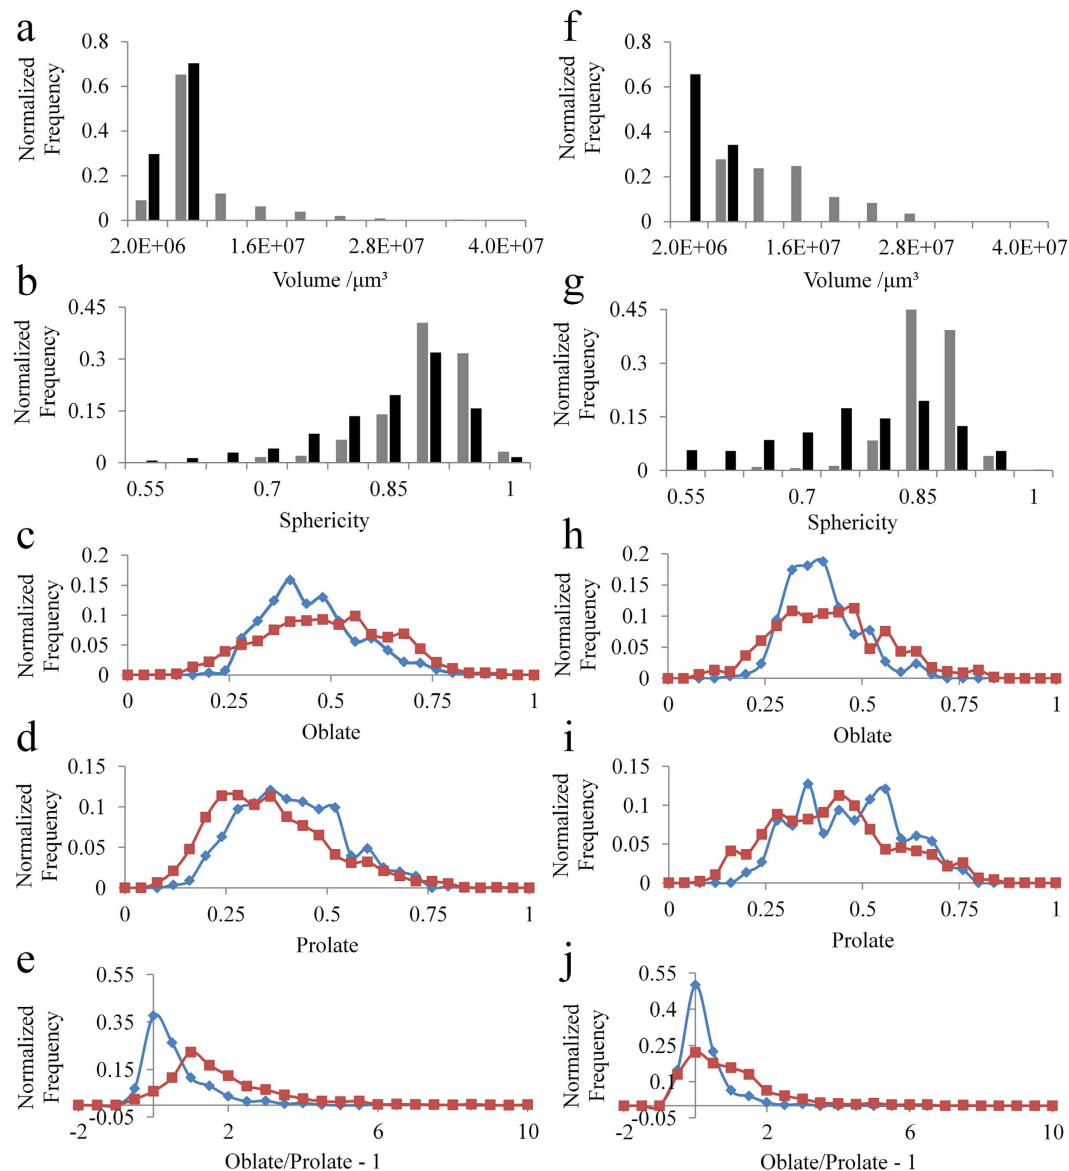 a
Normalized
Frequency
0.8
0.6
0.4
0.2
0
2.0E+06 1.6E+07 2.8E+07 4.0E+07
Volume /μm³
b
Normalized
Frequency
0.45
0.3
0.15
0
0.55 0.7 0.85 1
Sphericity
c
Normalized
Frequency
0.2
0.15
0.1
0.05
0
0 0.25 0.5 0.75 1
Oblate
d
Normalized
Frequency
0.15
0.1
0.05
0
0 0.25 0.5 0.75 1
Prolate
e
Normalized
Frequency
0.55
0.35
0.15
-0.05
-2 2 6 10
Oblate/Prolate - 1
f
Normalized
Frequency
0.8
0.6
0.4
0.2
0
2.0E+06 1.6E+07 2.8E+07 4.0E+07
Volume /μm³
g
Normalized
Frequency
0.45
0.3
0.15
0
0.55 0.7 0.85 1
Sphericity
h
Normalized
Frequency
0.2
0.15
0.1
0.05
0
0 0.25 0.5 0.75 1
Oblate
i
Normalized
Frequency
0.15
0.1
0.05
0
0 0.25 0.5 0.75 1
Prolate
j
Normalized
Frequency
0.55
0.4
0.25
0.1
-0.05
-2 2 6 10
Oblate/Prolate - 1